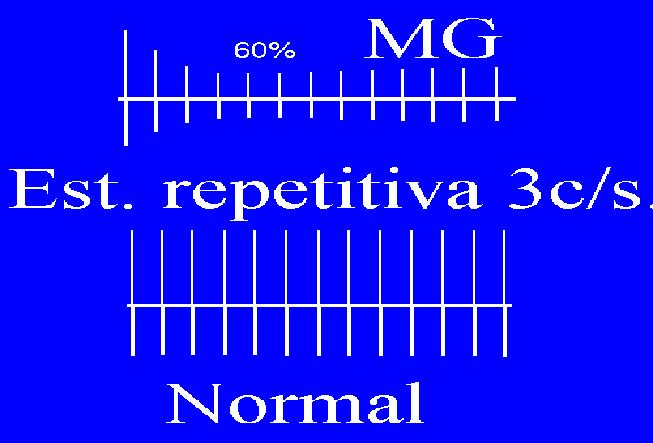 60% MG
Est. repetitiva 3c/s.
Normal